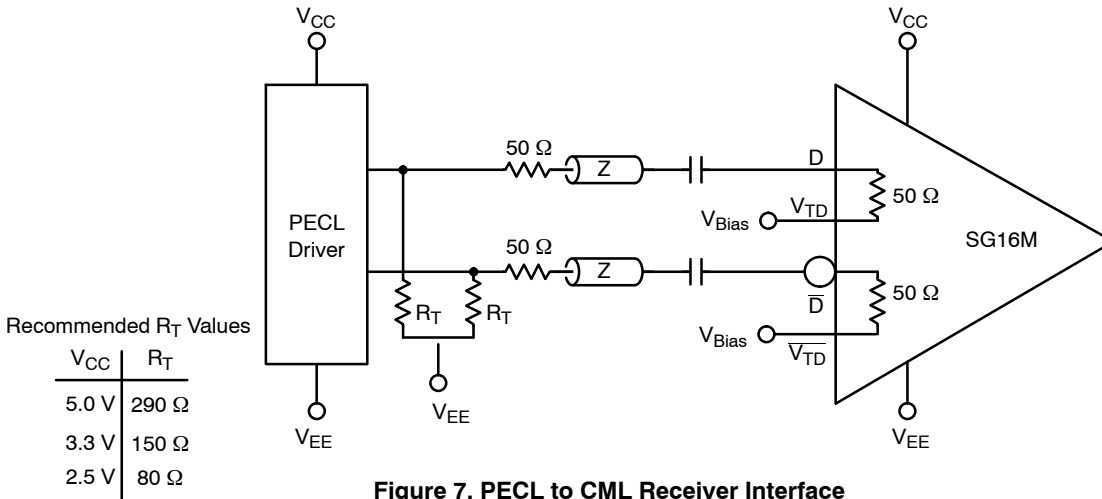 VCC
VCC
50 Ω
Z
D
50 Ω
VTD
VBias
PECL
Driver
SG16M
50 Ω
Z
D
50 Ω
RT
RT
VBias
VTD
VEE
VEE
VEE
Recommended RT Values
VCC RT
5.0 V 290 Ω
3.3 V 150 Ω
2.5 V 80 Ω
Figure 7. PECL to CML Receiver Interface